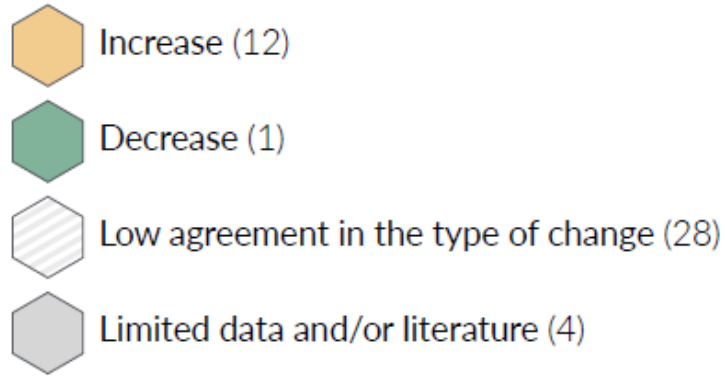 Increase (12)
Decrease (1)
Low agreement in the type of change (28)
Limited data and/or literature (4)